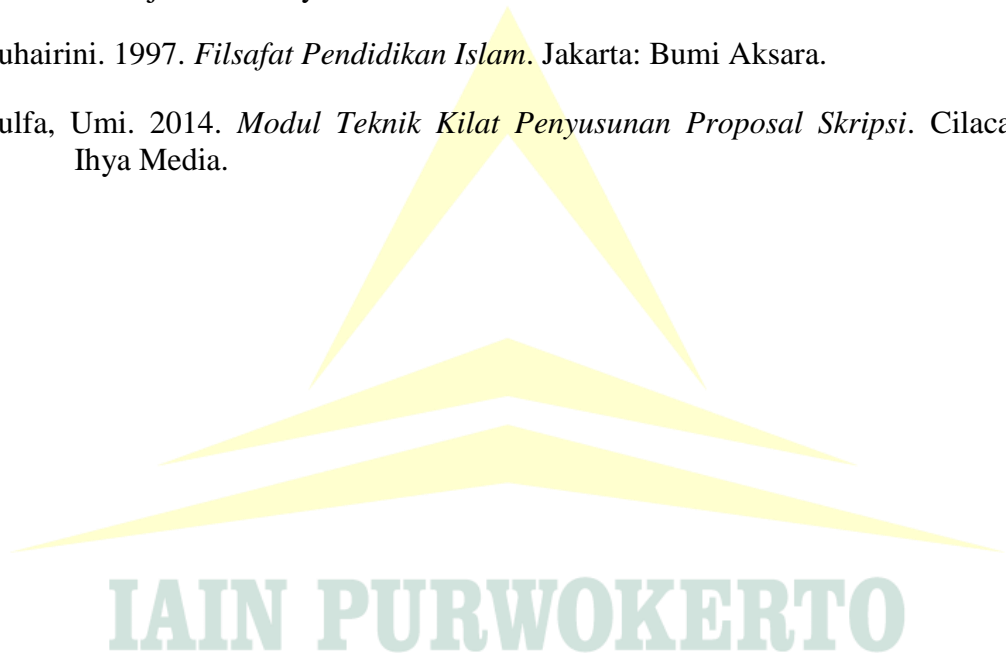 uhairini. 1997. Filsafat Pendidikan Islam. Jakarta: Bumi Aksara.
ulfa, Umi. 2014. Modul Teknik Kilat Penyusunan Proposal Skripsi. Cilaca
Ihya Media.
IAIN PURWOKERTO